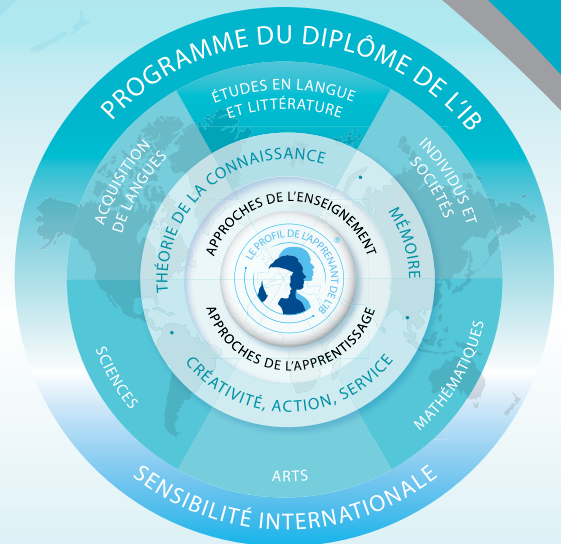 PROGRAMME DU DIPLÔME DE L'IB
ÉTUDES EN LANGUE
ET LITTÉRATURE
ACQUISITION
DE LANGUES
INDIVIDUS ET
SOCIÉTÉS
THÉORIE DE LA CONNAISSANCE
MÉMOIRE
APPROCHES DE L'ENSEIGNEMENT
LE PROFIL DE L'APPRENANT DE L'IB
®
APPROCHES DE L'APPRENTISSAGE
CRÉATIVITÉ, ACTION, SERVICE
SCIENCES
MATHÉMATIQUES
ARTS
SENSIBILITÉ INTERNATIONALE